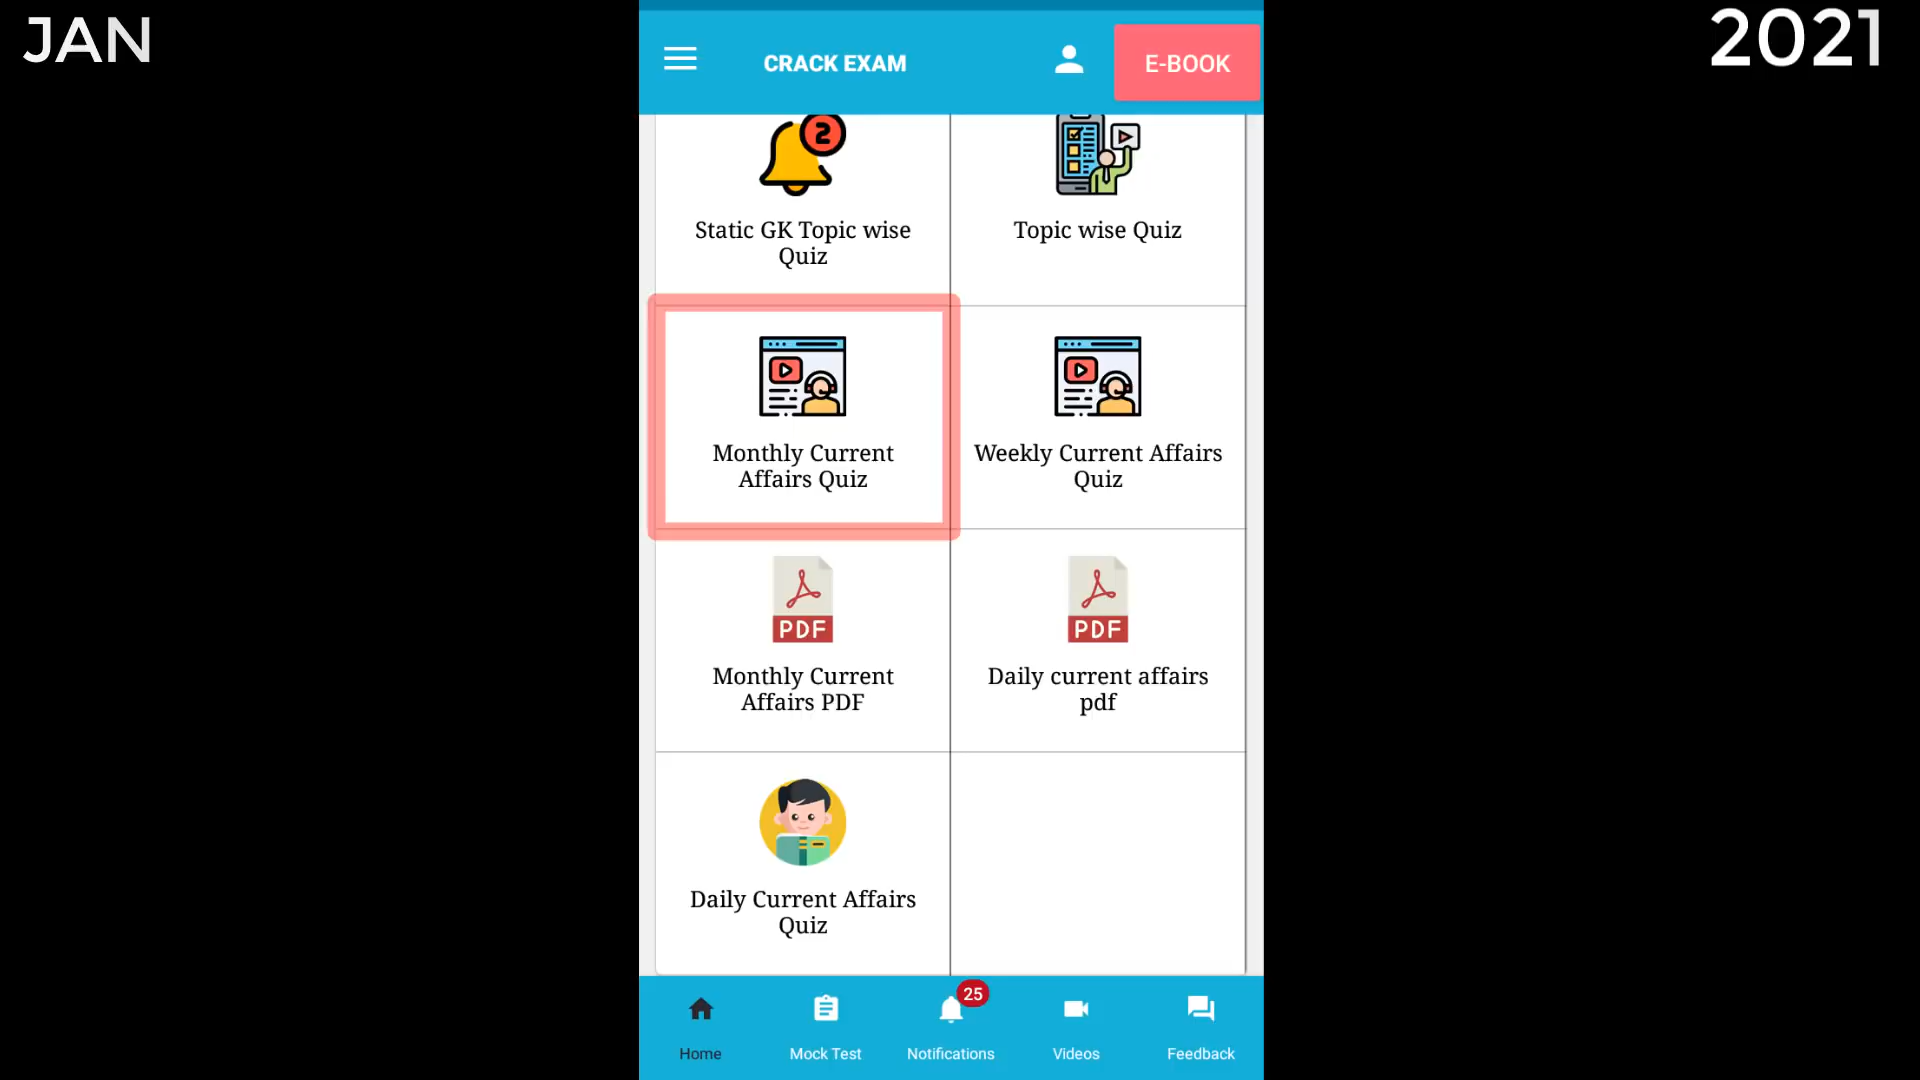 JAN
2021
CRACK EXAM
E-BOOK
2
Static GK Topic wise
Quiz
Topic wise Quiz
Monthly Current
Affairs Quiz
Weekly Current Affairs
Quiz
PDF
Monthly Current
Affairs PDF
PDF
Daily current affairs
pdf
Daily Current Affairs
Quiz
25
Home
Mock Test
Notifications
Videos
Feedback